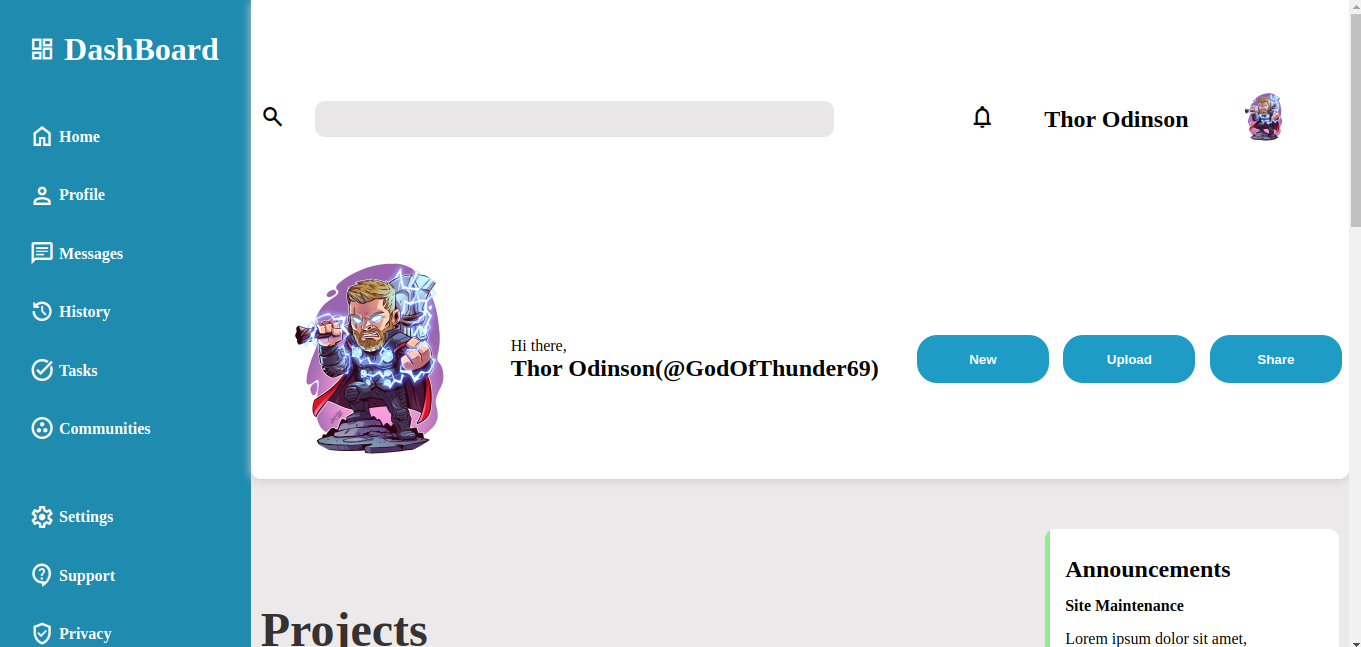 DashBoard
Home
Profile
Messages
History
Tasks
Communities
Settings
Support
Privacy
Thor Odinson
Hi there,
Thor Odinson(@GodOfThunder69)
New
Upload
Share
Projects
Announcements
Site Maintenance
Lorem ipsum dolor sit amet,